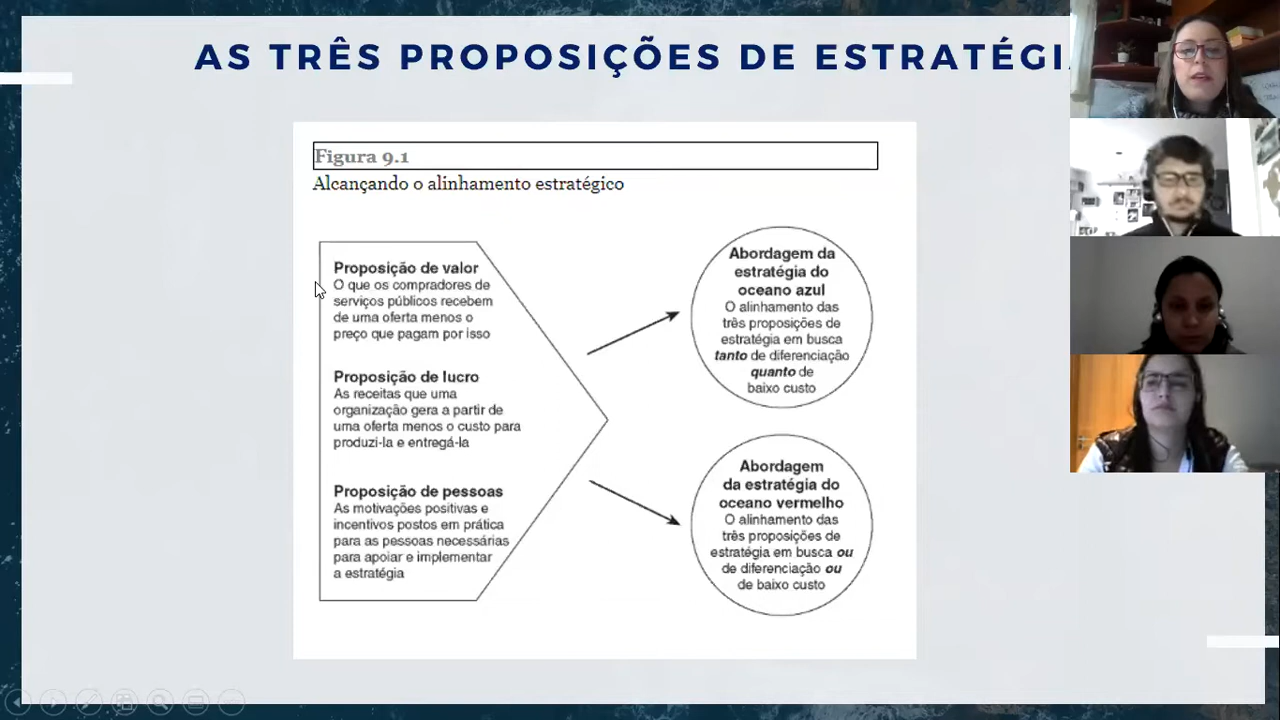 AS TRÊS PROPOSIÇÕES DE ESTRATÉGI
Figura 9.1
Alcançando o alinhamento estratégico
Proposição de valor
O que os compradores de
serviços públicos recebem
de uma oferta menos o
preço que pagam por isso
Proposição de lucro
As receitas que uma
organização gera a partir de
uma oferta menos o custo para
produzi-la e entregá-la
Proposição de pessoas
As motivações positivas e
incentivos postos em prática
para as pessoas necessárias
para apoiar e implementar
a estratégia
Abordagem da
estratégia do
oceano azul
O alinhamento das
três proposições de
estratégia em busca
tanto de diferenciação
quanto de
baixo custo
Abordagem
da estratégia do
oceano vermelho
O alinhamento das
três proposições de
estratégia em busca ou
de diferenciação ou
de baixo custo